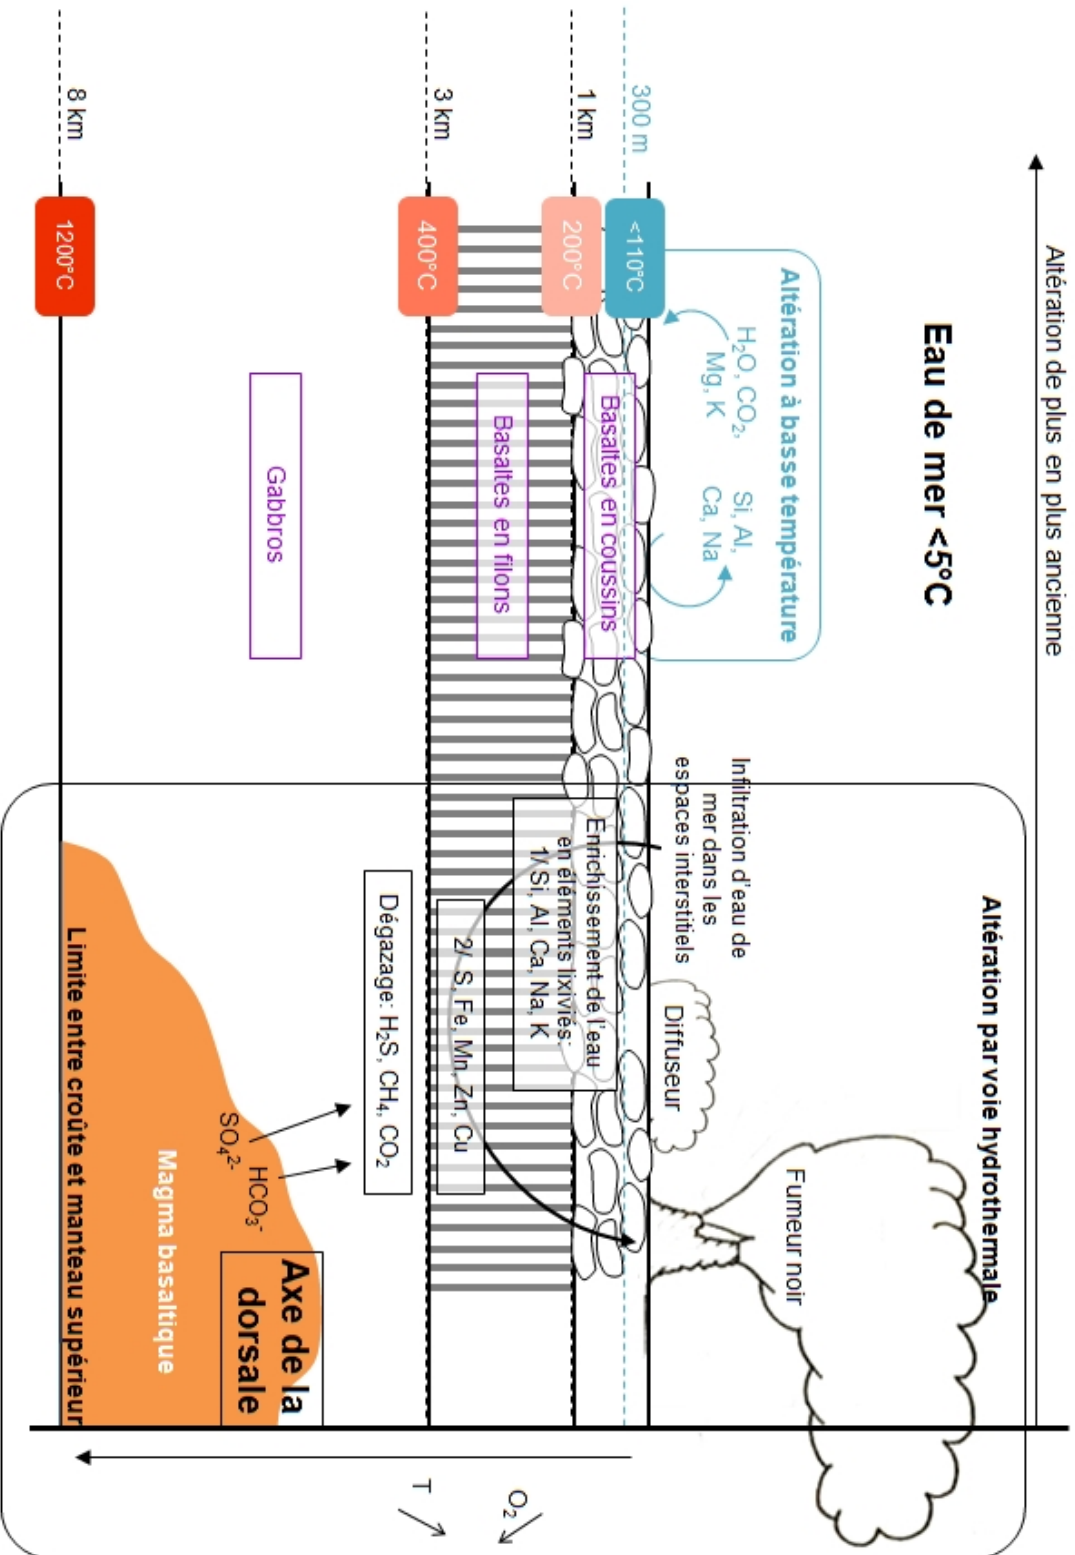 Altération de plus en plus ancienne
Altération par voie hydrothermale
Eau de mer <5°C
Fumeur noir
Altération à basse température
H₂O, CO₂,
Mg, K
Si, Al,
Ca, Na
Infiltration d'eau de
mer dans les
espaces interstitiels
Diffuseur
300 m
<110°C
1 km
200°C
Basaltes en coussins
Enrichissement de l'eau
en éléments lixiviés:
1/ Si, Al, Ca, Na, K
Basaltes en filons
2/ S, Fe, Mn, Zn, Cu
O₂
T
3 km
400°C
Dégazage: H₂S, CH₄, CO₂
Gabbros
SO₄²⁻
HCO₃⁻
Axe de la
dorsale
Magma basaltique
8 km
1200°C
Limite entre croûte et manteau supérieur